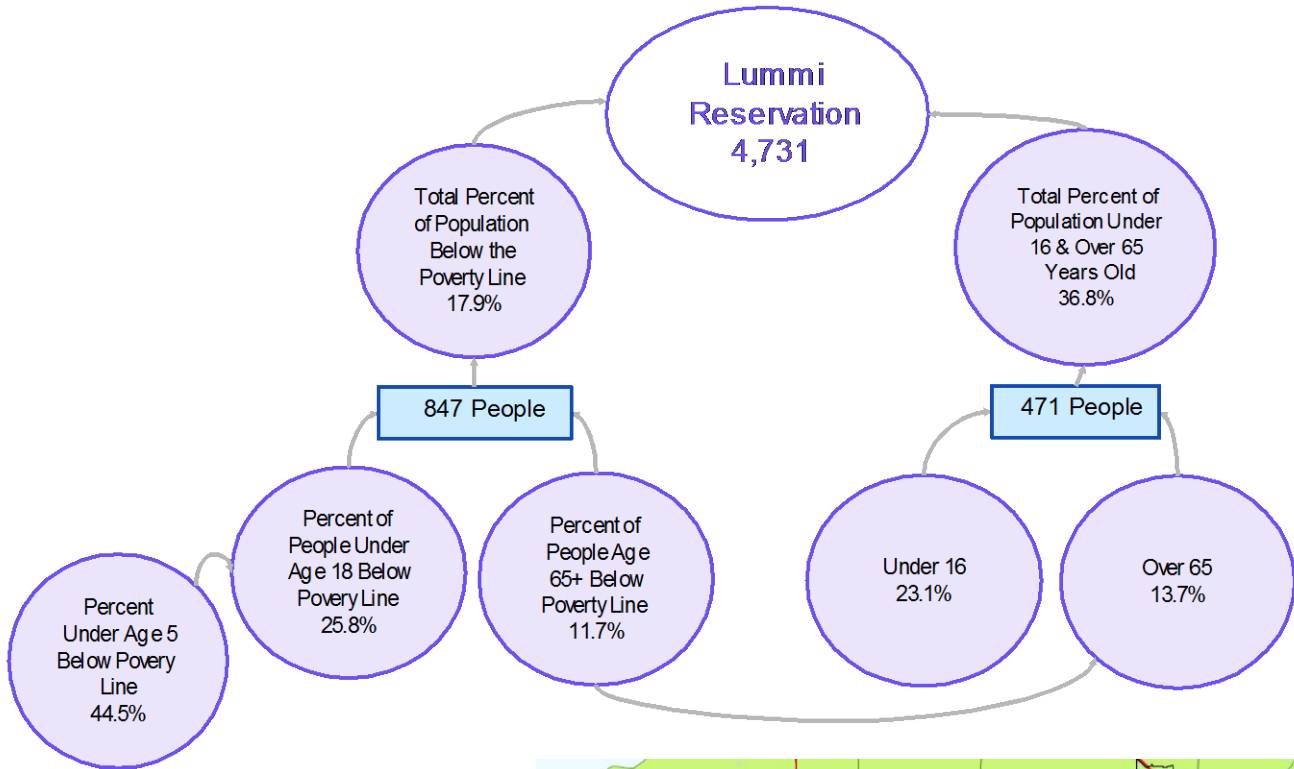 Lummi
Reservation
4,731
Total Percent
of Population
Below the
Poverty Line
17.9%
Total Percent of
Population Under
16 & Over 65
Years Old
36.8%
847 People
471 People
Percent
Under Age 5
Below Povery
Line
44.5%
Percent of
People Under
Age 18 Below
Povery Line
25.8%
Percent of
People Age
65+ Below
Poverty Line
11.7%
Under 16
23.1%
Over 65
13.7%